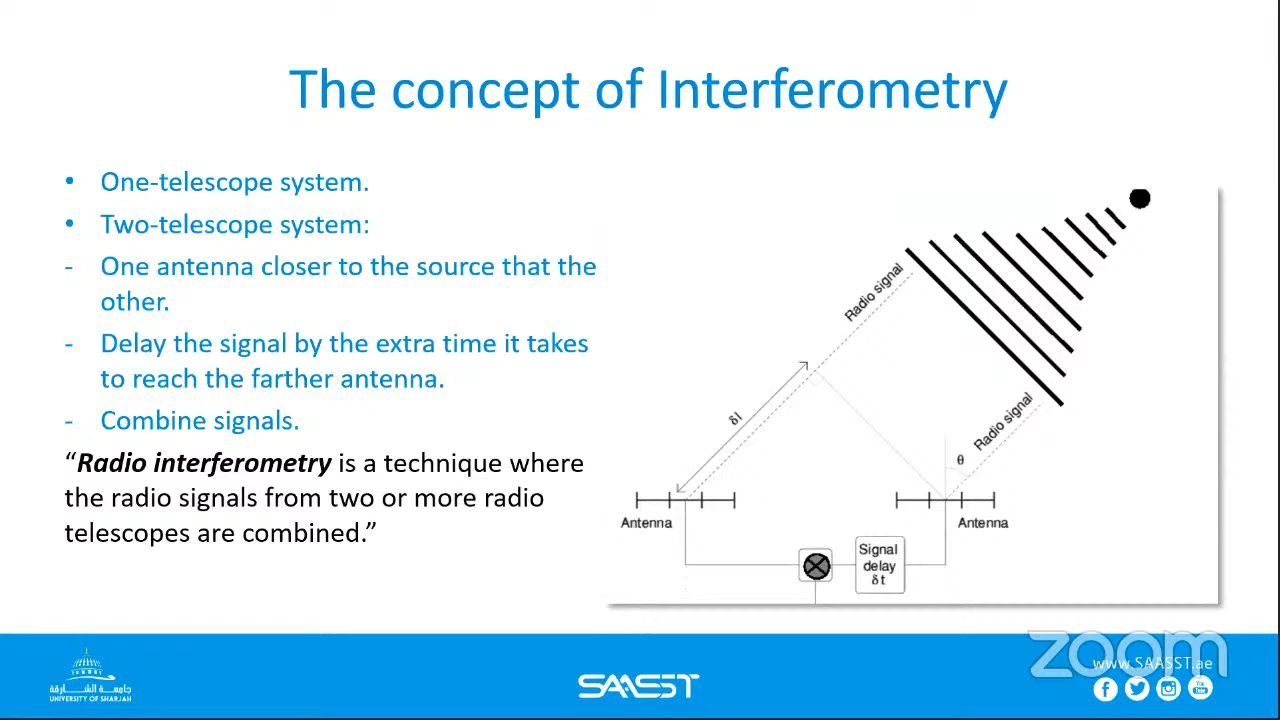 The concept of Interferometry
• One-telescope system.
• Two-telescope system:
- One antenna closer to the source that the
other.
- Delay the signal by the extra time it takes
to reach the farther antenna.
- Combine signals.
“Radio interferometry is a technique where
the radio signals from two or more radio
telescopes are combined.”
Radio signal
δl
Radio signal
θ
Antenna
Antenna
Signal
delay
δt
جامعة الشارقة
UNIVERSITY OF SHARJAH
SAASST
zoom
www.SAASST.ae
You
Tube